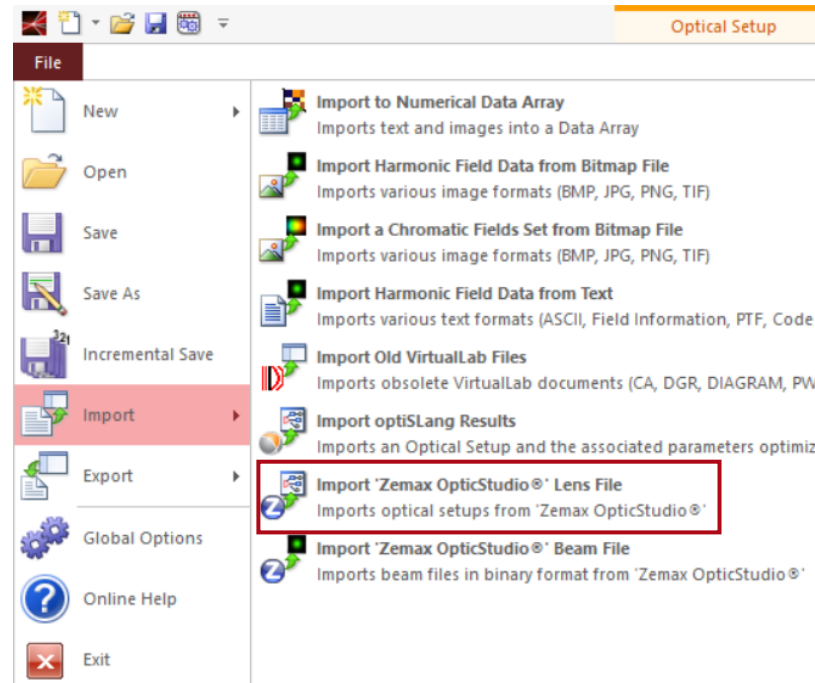 Optical Setup
File
New
Open
Save
Save As
321
Incremental Save
Import
Export
Global Options
Online Help
Exit
Import to Numerical Data Array
Imports text and images into a Data Array
Import Harmonic Field Data from Bitmap File
Imports various image formats (BMP, JPG, PNG, TIF)
Import a Chromatic Fields Set from Bitmap File
Imports various image formats (BMP, JPG, PNG, TIF)
Import Harmonic Field Data from Text
Imports various text formats (ASCII, Field Information, PTF, Code
Import Old VirtualLab Files
Imports obsolete VirtualLab documents (CA, DGR, DIAGRAM, PW
Import optiSLang Results
Imports an Optical Setup and the associated parameters optimiz
Import 'Zemax OpticStudio®' Lens File
Imports optical setups from 'Zemax OpticStudio®'
Import 'Zemax OpticStudio®' Beam File
Imports beam files in binary format from 'Zemax OpticStudio®'